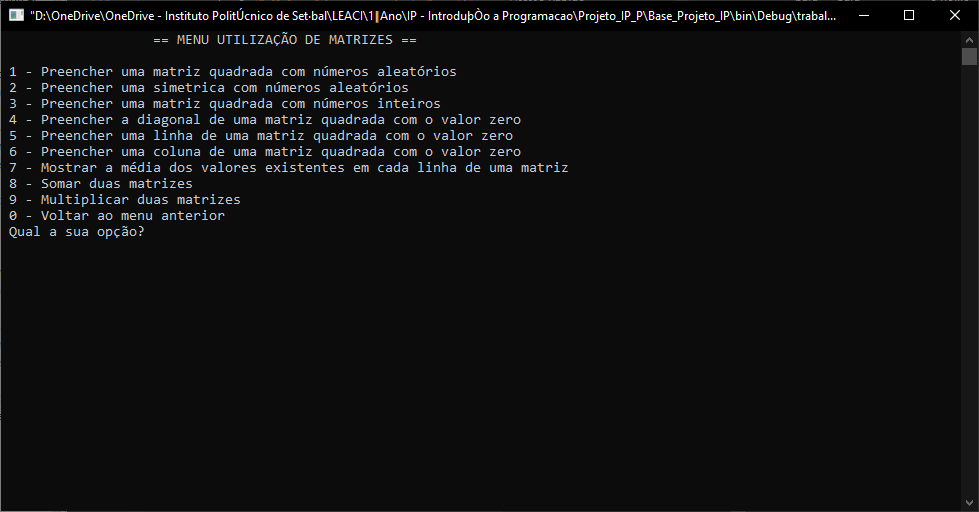 "D:\OneDrive\OneDrive - Instituto PolitÚcnico de Set·bal\LEACI\1║Ano\IP - IntroduþÒo a Programacao\Projeto_IP_P\Base_Projeto_IP\bin\Debug\trabal...
== MENU UTILIZAÇÃO DE MATRIZES ==
1 - Preencher uma matriz quadrada com números aleatórios
2 - Preencher uma simetrica com números aleatórios
3 - Preencher uma matriz quadrada com números inteiros
4 - Preencher a diagonal de uma matriz quadrada com o valor zero
5 - Preencher uma linha de uma matriz quadrada com o valor zero
6 - Preencher uma coluna de uma matriz quadrada com o valor zero
7 - Mostrar a média dos valores existentes em cada linha de uma matriz
8 - Somar duas matrizes
9 - Multiplicar duas matrizes
0 - Voltar ao menu anterior
Qual a sua opção?